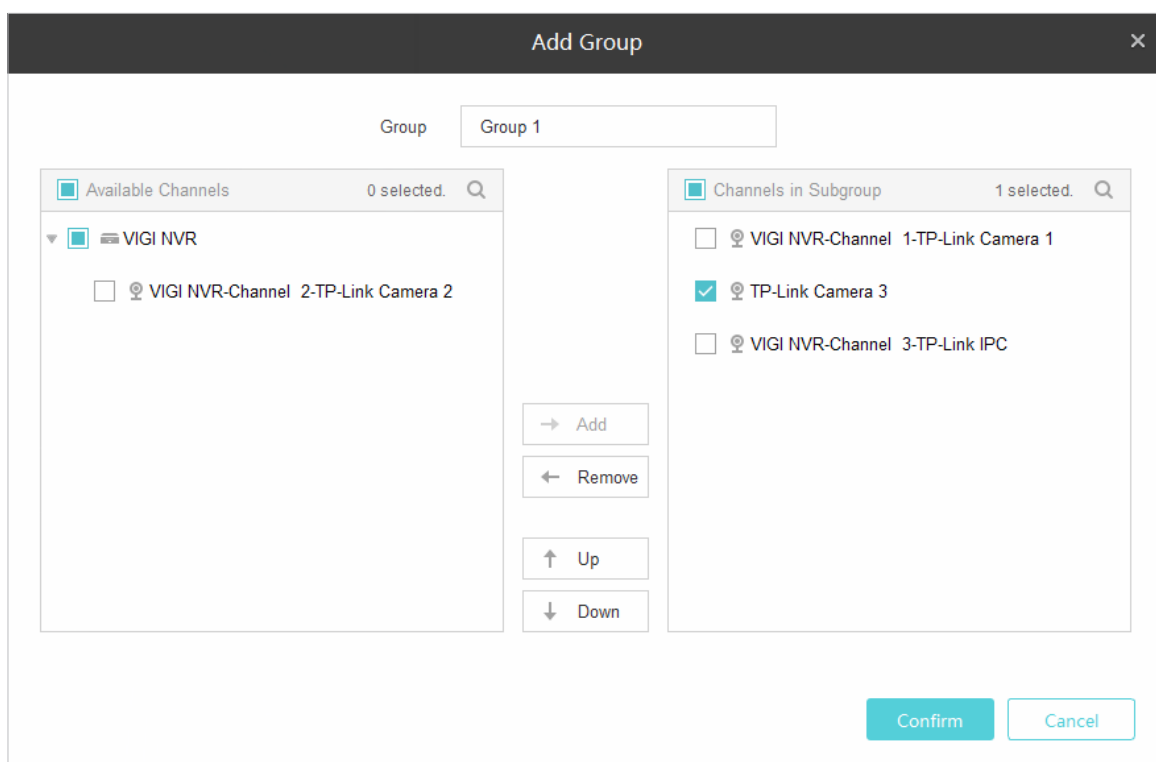 Add Group
Group Group 1
Available Channels 0 selected.
VIGI NVR
VIGI NVR-Channel 2-TP-Link Camera 2
Add
Remove
Up
Down
Channels in Subgroup 1 selected.
VIGI NVR-Channel 1-TP-Link Camera 1
TP-Link Camera 3
VIGI NVR-Channel 3-TP-Link IPC
Confirm
Cancel